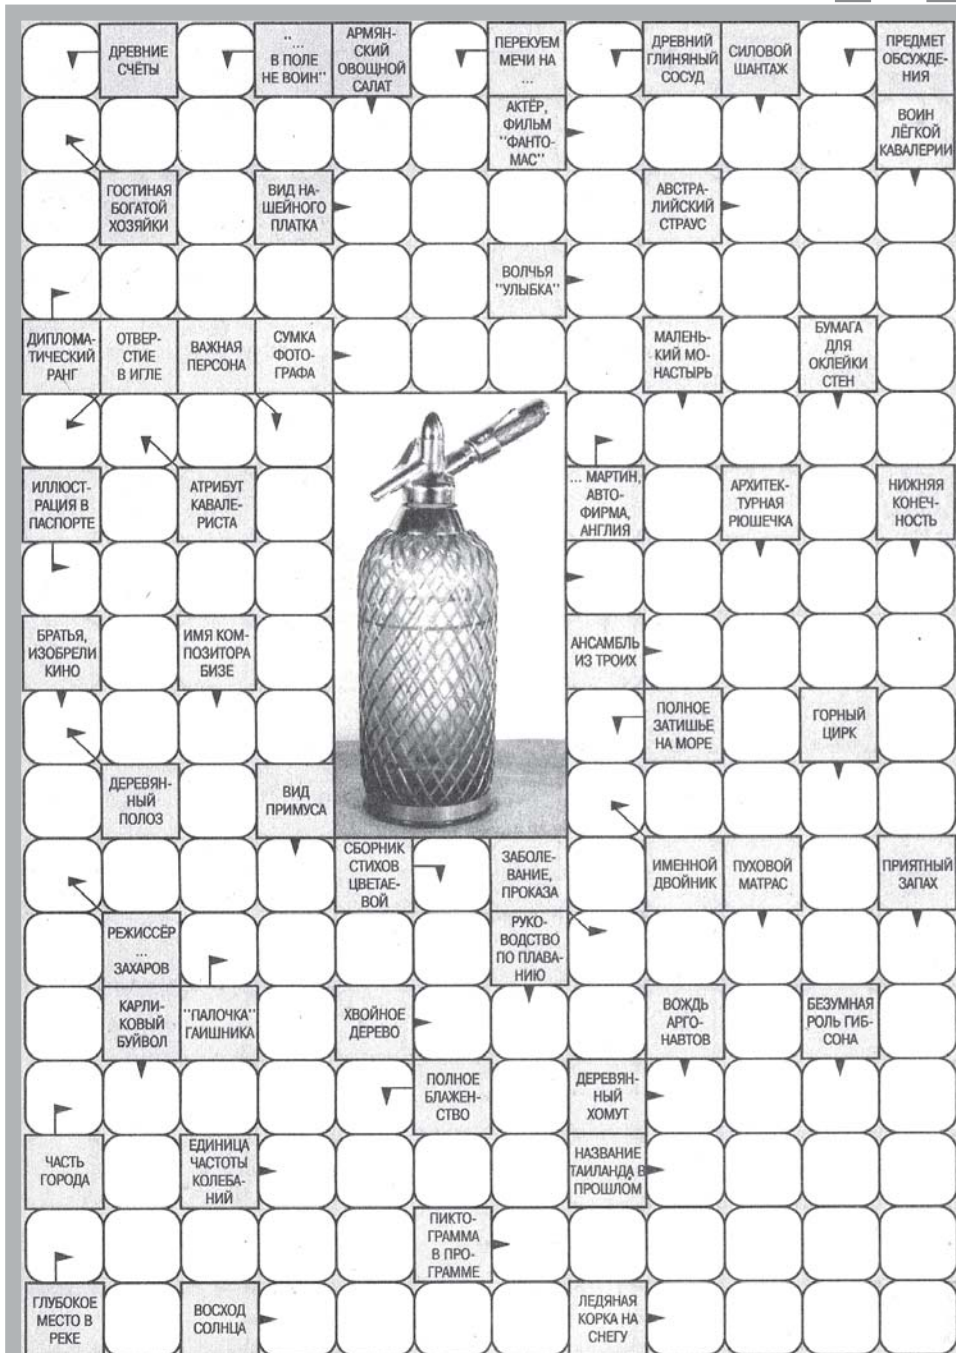 ДРЕВНИЕ
СЧЁТЫ
"...
В ПОЛЕ
НЕ ВОИН"
АРМЯН-
СКИЙ
ОВОЩНОЙ
САЛАТ
ПЕРЕКУЕМ
МЕЧИ НА
...
ДРЕВНИЙ
ГЛИНЯНЫЙ
СОСУД
СИЛОВОЙ
ШАНТАЖ
ПРЕДМЕТ
ОБСУЖДЕ-
НИЯ
АКТЁР,
ФИЛЬМ
"ФАНТО-
МАС"
ВОИН
ЛЁГКОЙ
КАВАЛЕРИИ
ГОСТИНАЯ
БОГАТОЙ
ХОЗЯЙКИ
ВИД НА-
ШЕЙНОГО
ПЛАТКА
АВСТРА-
ЛИЙСКИЙ
СТРАУС
ВОЛЧЬЯ
"УЛЫБКА"
ДИПЛОМА-
ТИЧЕСКИЙ
РАНГ
ОТВЕР-
СТИЕ
В ИГЛЕ
ВАЖНАЯ
ПЕРСОНА
СУМКА
ФОТО-
ГРАФА
МАЛЕНЬ-
КИЙ МО-
НАСТЫРЬ
БУМАГА
ДЛЯ
ОКЛЕЙКИ
СТЕН
ИЛЛЮСТ-
РАЦИЯ В
ПАСПОРТЕ
АТРИБУТ
КАВАЛЕ-
РИСТА
... МАРТИН,
АВТО-
ФИРМА,
АНГЛИЯ
АРХИТЕК-
ТУРНАЯ
РЮШЕЧКА
НИЖНЯЯ
КОНЕЧ-
НОСТЬ
БРАТЬЯ,
ИЗОБРЕЛИ
КИНО
ИМЯ КОМ-
ПОЗИТОРА
БИЗЕ
АНСАМБЛЬ
ИЗ ТРОИХ
ПОЛНОЕ
ЗАТИШЬЕ
НА МОРЕ
ГОРНЫЙ
ЦИРК
ДЕРЕВЯН-
НЫЙ
ПОЛОЗ
ВИД
ПРИМУСА
СБОРНИК
СТИХОВ
ЦВЕТАЕ-
ВОЙ
ЗАБОЛЕ-
ВАНИЕ,
ПРОКАЗА
ИМЕННОЙ
ДВОЙНИК
ПУХОВОЙ
МАТРАС
ПРИЯТНЫЙ
ЗАПАХ
РЕЖИССЁР
...
ЗАХАРОВ
РУКО-
ВОДСТВО
ПО ПЛАВА-
НИЮ
КАРЛИ-
КОВЫЙ
БУЙВОЛ
"ПАЛОЧКА"
ГАИШНИКА
ХВОЙНОЕ
ДЕРЕВО
ВОЖДЬ
АРГО-
НАВТОВ
БЕЗУМНАЯ
РОЛЬ ГИБ-
СОНА
ПОЛНОЕ
БЛАЖЕН-
СТВО
ДЕРЕВЯН-
НЫЙ
ХОМУТ
ЧАСТЬ
ГОРОДА
ЕДИНИЦА
ЧАСТОТЫ
КОЛЕБА-
НИЙ
НАЗВАНИЕ
ТАИЛАНДА В
ПРОШЛОМ
ПИКТО-
ГРАММА
В ПРО-
ГРАММЕ
ГЛУБОКОЕ
МЕСТО В
РЕКЕ
ВОСХОД
СОЛНЦА
ЛЕДЯНАЯ
КОРКА НА
СНЕГУ